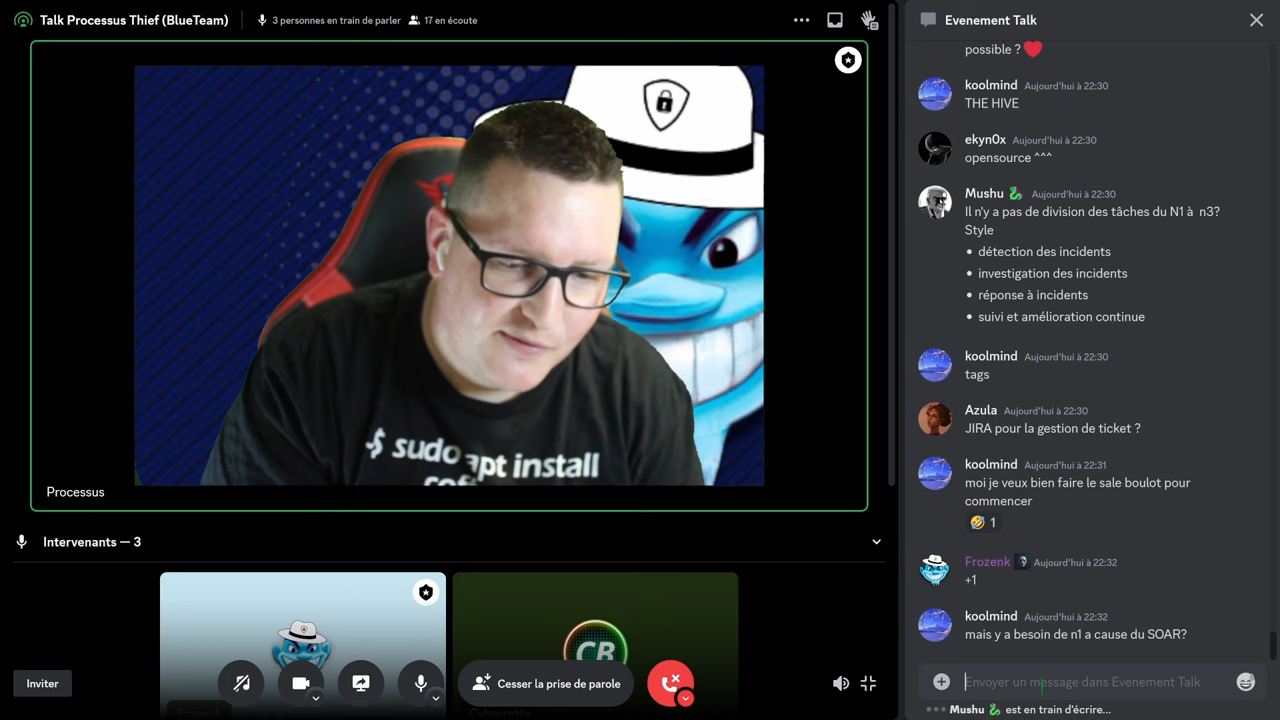 Talk Processus Thief (BlueTeam)
3 personnes en train de parler
17 en écoute
Evenement Talk
possible ? ❤️
koolmind Aujourd'hui à 22:30
THE HIVE
ekyn0x Aujourd'hui à 22:30
opensource ^^^
Mushu 🐉 Aujourd'hui à 22:30
Il n'y a pas de division des tâches du N1 à n3?
Style
• détection des incidents
• investigation des incidents
• réponse à incidents
• suivi et amélioration continue
koolmind Aujourd'hui à 22:30
tags
Azula Aujourd'hui à 22:30
JIRA pour la gestion de ticket ?
koolmind Aujourd'hui à 22:31
moi je veux bien faire le sale boulot pour
commencer
🤣 1
Frozenk Aujourd'hui à 22:32
+1
koolmind Aujourd'hui à 22:32
mais y a besoin de n1 a cause du SOAR?
Envoyer un message dans Evenement Talk
Mushu 🐉 est en train d'écrire...
$ sudo apt install
Processus
Intervenants — 3
CB
Inviter
Cesser la prise de parole